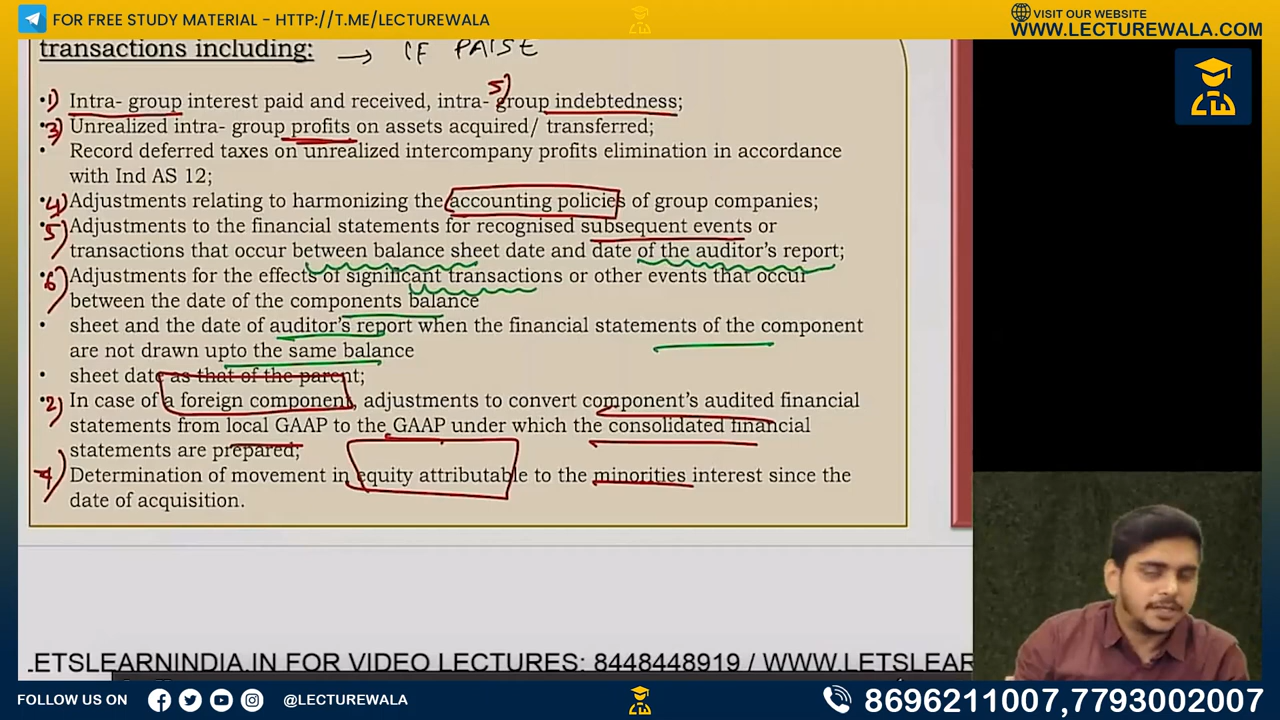 FOR FREE STUDY MATERIAL - HTTP://T.ME/LECTUREWALA
VISIT OUR WEBSITE
WWW.LECTUREWALA.COM
transactions including: → IF PAISE
•1) Intra- group interest paid and received, intra- group indebtedness;
5)
•3) Unrealized intra- group profits on assets acquired/ transferred;
• Record deferred taxes on unrealized intercompany profits elimination in accordance
with Ind AS 12;
•4) Adjustments relating to harmonizing the accounting policies of group companies;
•5) Adjustments to the financial statements for recognised subsequent events or
transactions that occur between balance sheet date and date of the auditor's report;
•6) Adjustments for the effects of significant transactions or other events that occur
between the date of the components balance
• sheet and the date of auditor's report when the financial statements of the component
are not drawn upto the same balance
• sheet date as that of the parent;
•2) In case of a foreign component, adjustments to convert component's audited financial
statements from local GAAP to the GAAP under which the consolidated financial
statements are prepared;
• Determination of movement in equity attributable to the minorities interest since the
date of acquisition.
LETSLEARNINDIA.IN FOR VIDEO LECTURES: 8448448919 / WWW.LETSLEAR
FOLLOW US ON
@LECTUREWALA
8696211007,7793002007